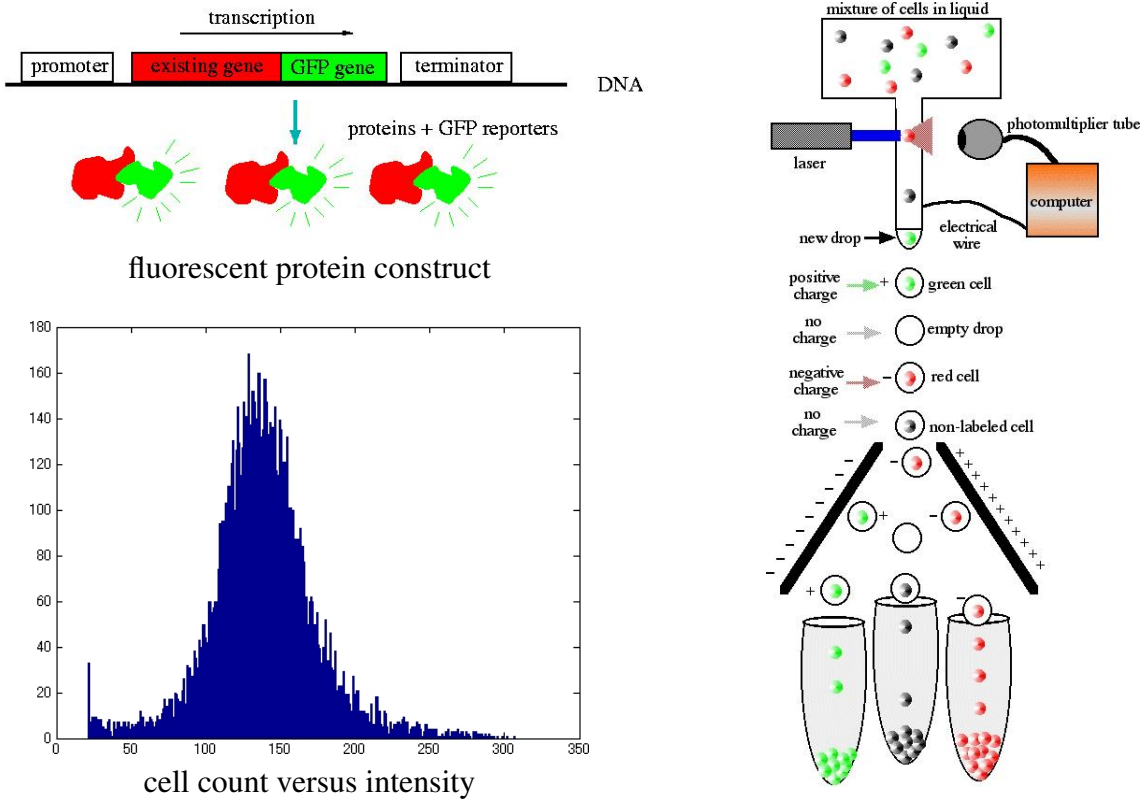 transcription
promoter existing gene GFP gene terminator
DNA
proteins + GFP reporters
fluorescent protein construct
180
160
140
120
100
80
60
40
20
0
0 50 100 150 200 250 300 350
cell count versus intensity
mixture of cells in liquid
photomultiplier tube
laser
computer
electrical
wire
new drop
positive
charge
+
green cell
no
charge
empty drop
negative
charge
−
red cell
no
charge
non-labeled cell
− − − − − − − − −
+ + + + + + + + + + + +
−
+
−
+
−